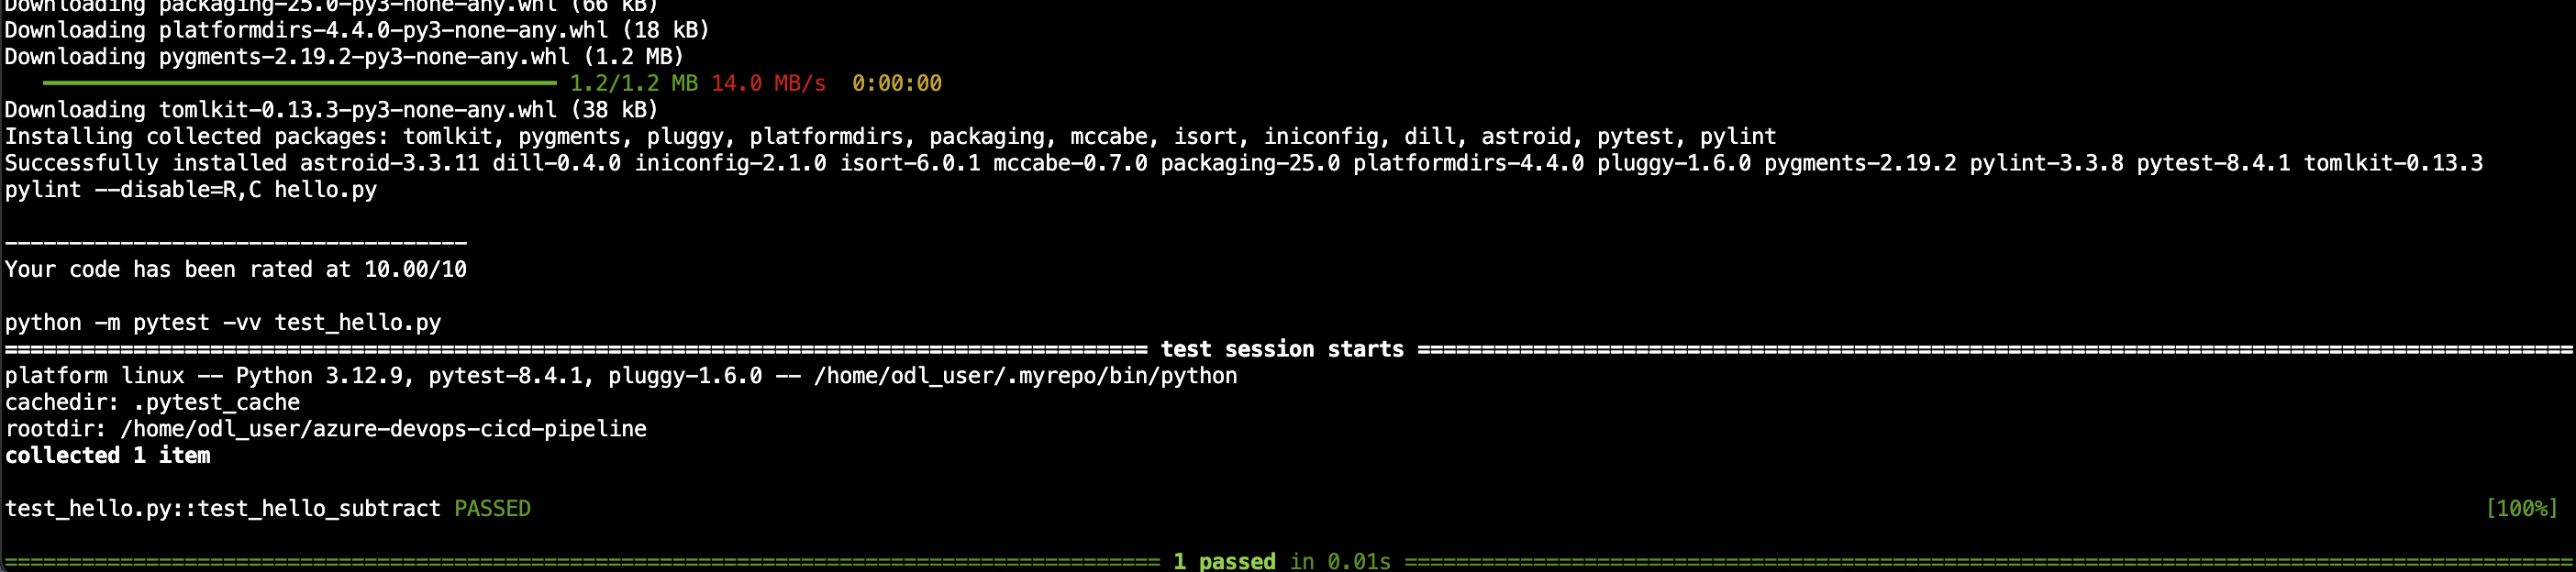 Downloading packaging-25.0-py3-none-any.whl (66 kB)
Downloading platformdirs-4.4.0-py3-none-any.whl (18 kB)
Downloading pygments-2.19.2-py3-none-any.whl (1.2 MB)
1.2/1.2 MB 14.0 MB/s 0:00:00
Downloading tomlkit-0.13.3-py3-none-any.whl (38 kB)
Installing collected packages: tomlkit, pygments, pluggy, platformdirs, packaging, mccabe, isort, iniconfig, dill, astroid, pytest, pylint
Successfully installed astroid-3.3.11 dill-0.4.0 iniconfig-2.1.0 isort-6.0.1 mccabe-0.7.0 packaging-25.0 platformdirs-4.4.0 pluggy-1.6.0 pygments-2.19.2 pylint-3.3.8 pytest-8.4.1 tomlkit-0.13.3
pylint --disable=R,C hello.py
------------------------------------
Your code has been rated at 10.00/10
python -m pytest -vv test_hello.py
========================= test session starts =========================
platform linux -- Python 3.12.9, pytest-8.4.1, pluggy-1.6.0 -- /home/odl_user/.myrepo/bin/python
cachedir: .pytest_cache
rootdir: /home/odl_user/azure-devops-cicd-pipeline
collected 1 item
test_hello.py::test_hello_subtract PASSED [100%]
========================= 1 passed in 0.01s =========================